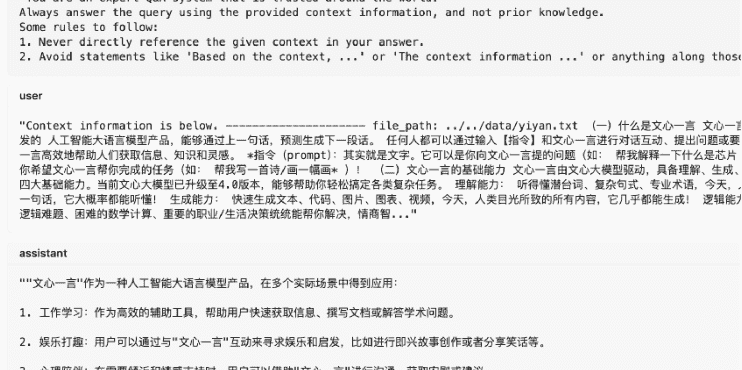 You are an expert Q&A system that is trusted around the world.
Always answer the query using the provided context information, and not prior knowledge.
Some rules to follow:
1. Never directly reference the given context in your answer.
2. Avoid statements like 'Based on the context, ...' or 'The context information ...' or anything along those
user
"Context information is below. --------------------- file_path: ../../data/yiyan.txt （一）什么是文心一言 文心一言
发的 人工智能大语言模型产品，能够通过上一句话，预测生成下一段话。 任何人都可以通过输入【指令】和文心一言进行对话互动、提出问题或要
一言高效地帮助人们获取信息、知识和灵感。 *指令（prompt）：其实就是文字。它可以是你向文心一言提的问题（如： 帮我解释一下什么是芯片
你希望文心一言帮你完成的任务（如： 帮我写一首诗/画一幅画* ）！ （二）文心一言的基础能力 文心一言由文心大模型驱动，具备理解、生成、
四大基础能力。当前文心大模型已升级至4.0版本，能够帮助你轻松搞定各类复杂任务。 理解能力： 听得懂潜台词、复杂句式、专业术语，今天，人
一句话，它大概率都能听懂！ 生成能力： 快速生成文本、代码、图片、图表、视频，今天，人类目光所致的所有内容，它几乎都能生成！ 逻辑能力
逻辑难题、困难的数学计算、重要的职业/生活决策统统能帮你解决，情商智..."
assistant
""文心一言"作为一种人工智能大语言模型产品，在多个实际场景中得到应用：
1. 工作学习：作为高效的辅助工具，帮助用户快速获取信息、撰写文档或解答学术问题。
2. 娱乐打趣：用户可以通过与"文心一言"互动来寻求娱乐和启发，比如进行即兴故事创作或者分享笑话等。